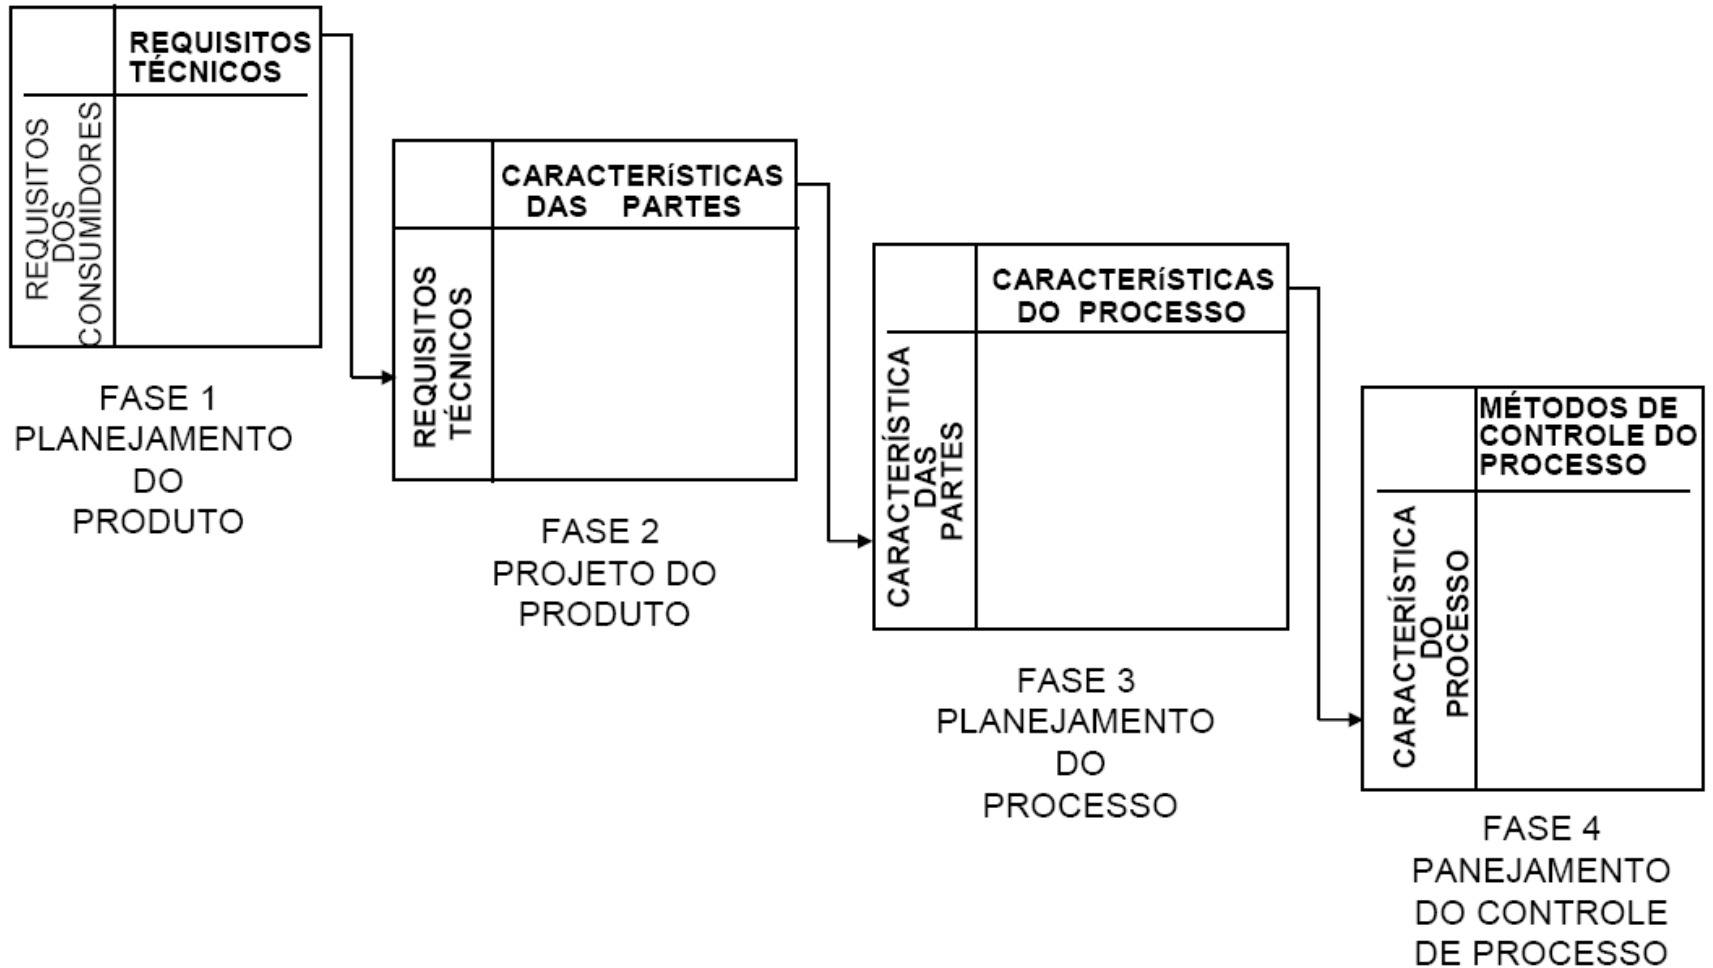 REQUISITOS
TÉCNICOS
REQUISITOS
DOS
CONSUMIDORES
FASE 1
PLANEJAMENTO
DO
PRODUTO
CARACTERíSTICAS
DAS PARTES
REQUISITOS
TÉCNICOS
FASE 2
PROJETO DO
PRODUTO
CARACTERíSTICAS
DO PROCESSO
CARACTERÍSTICA
DAS
PARTES
FASE 3
PLANEJAMENTO
DO
PROCESSO
MÉTODOS DE
CONTROLE DO
PROCESSO
CARACTERÍSTICA
DO
PROCESSO
FASE 4
PANEJAMENTO
DO CONTROLE
DE PROCESSO